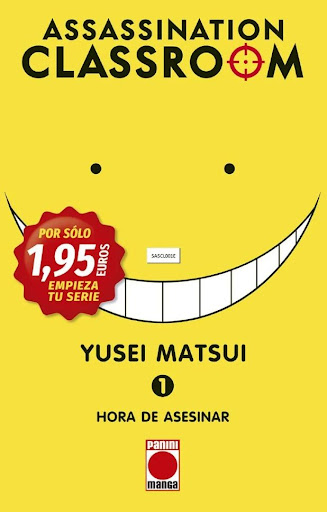 ASSASSINATION
CLASSROOM
POR SÓLO
1,95 EUROS
EMPIEZA
TU SERIE
SASCL001E
YUSEI MATSUI
1
HORA DE ASESINAR
PANINI
manga